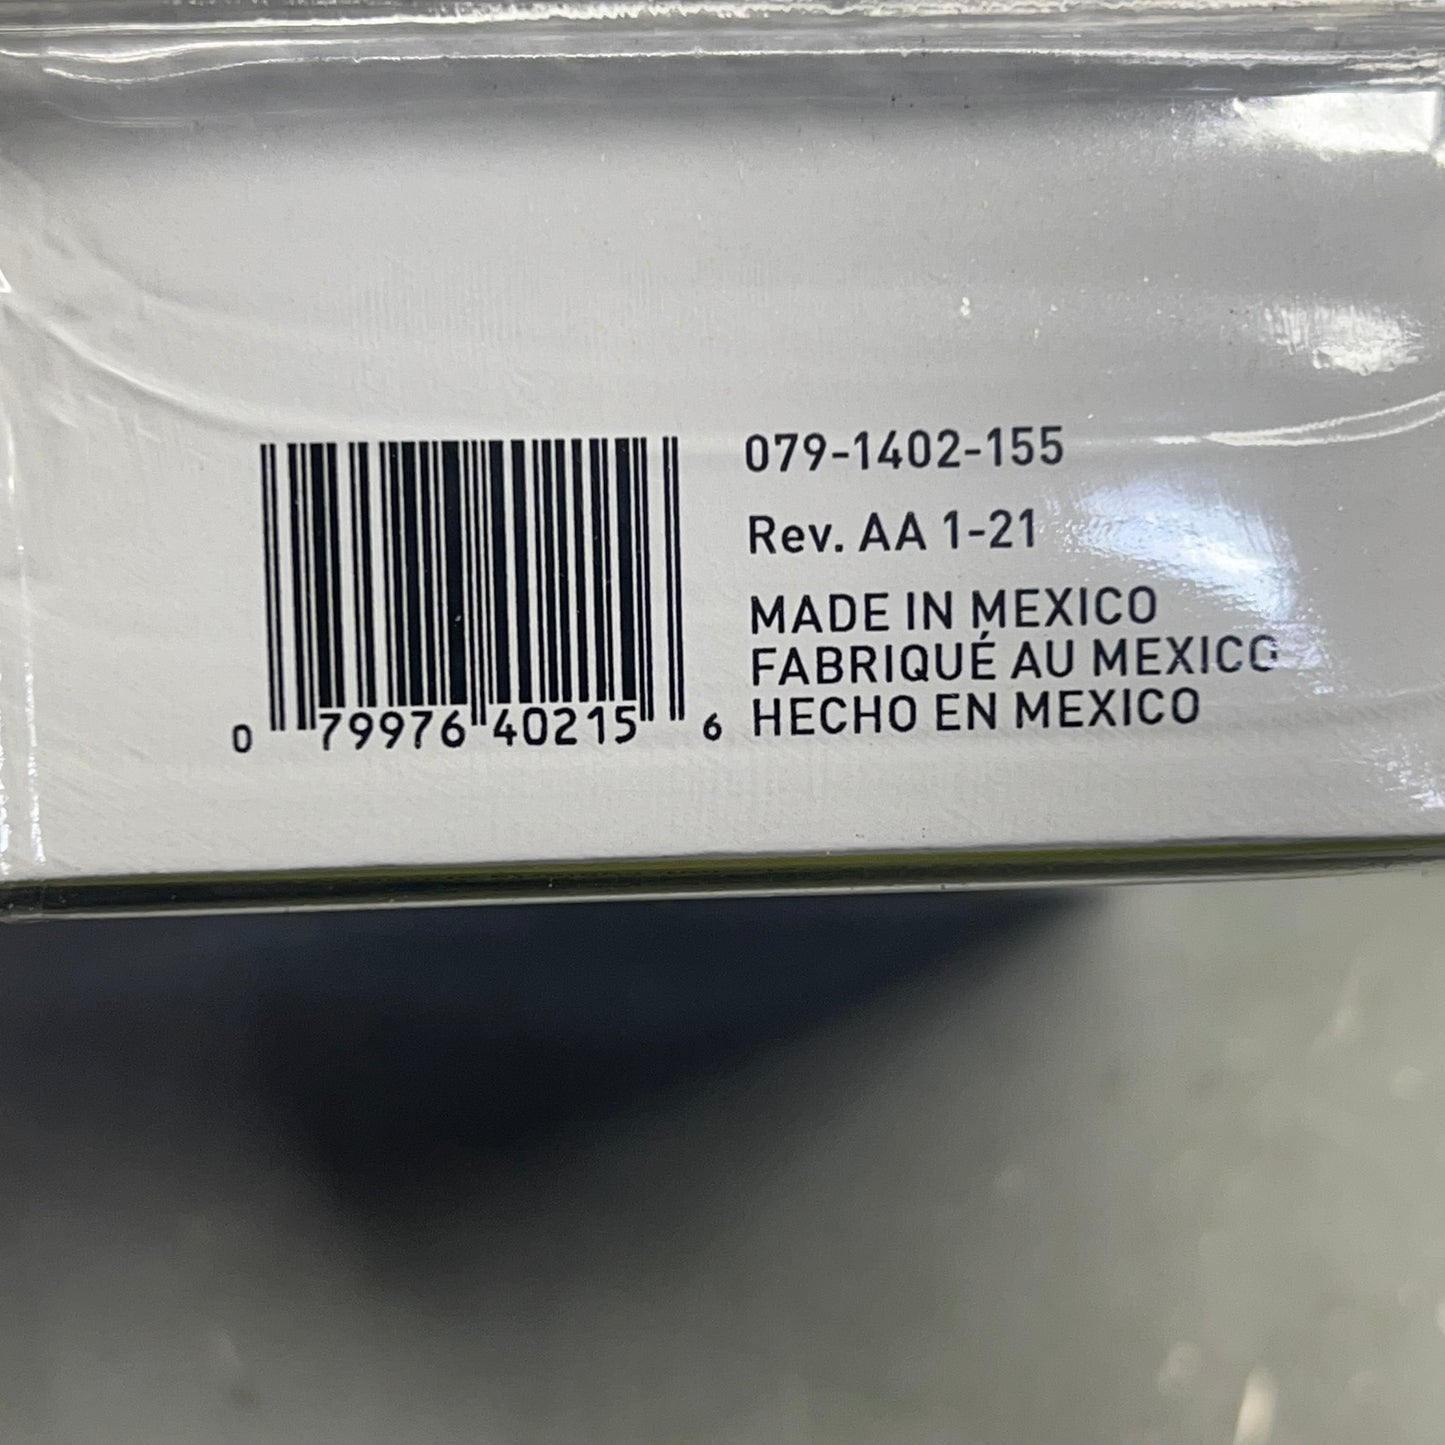 079-1402-155
Rev. AA 1-21
MADE IN MEXICO
FABRIQUÉ AU MEXICO
HECHO EN MEXICO
0 79976 40215 6